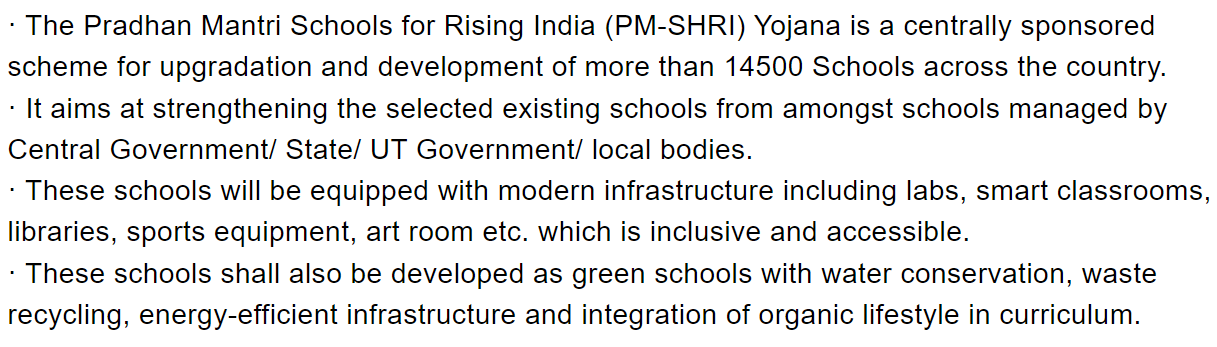 · The Pradhan Mantri Schools for Rising India (PM-SHRI) Yojana is a centrally sponsored
scheme for upgradation and development of more than 14500 Schools across the country.
· It aims at strengthening the selected existing schools from amongst schools managed by
Central Government/ State/ UT Government/ local bodies.
· These schools will be equipped with modern infrastructure including labs, smart classrooms,
libraries, sports equipment, art room etc. which is inclusive and accessible.
· These schools shall also be developed as green schools with water conservation, waste
recycling, energy-efficient infrastructure and integration of organic lifestyle in curriculum.